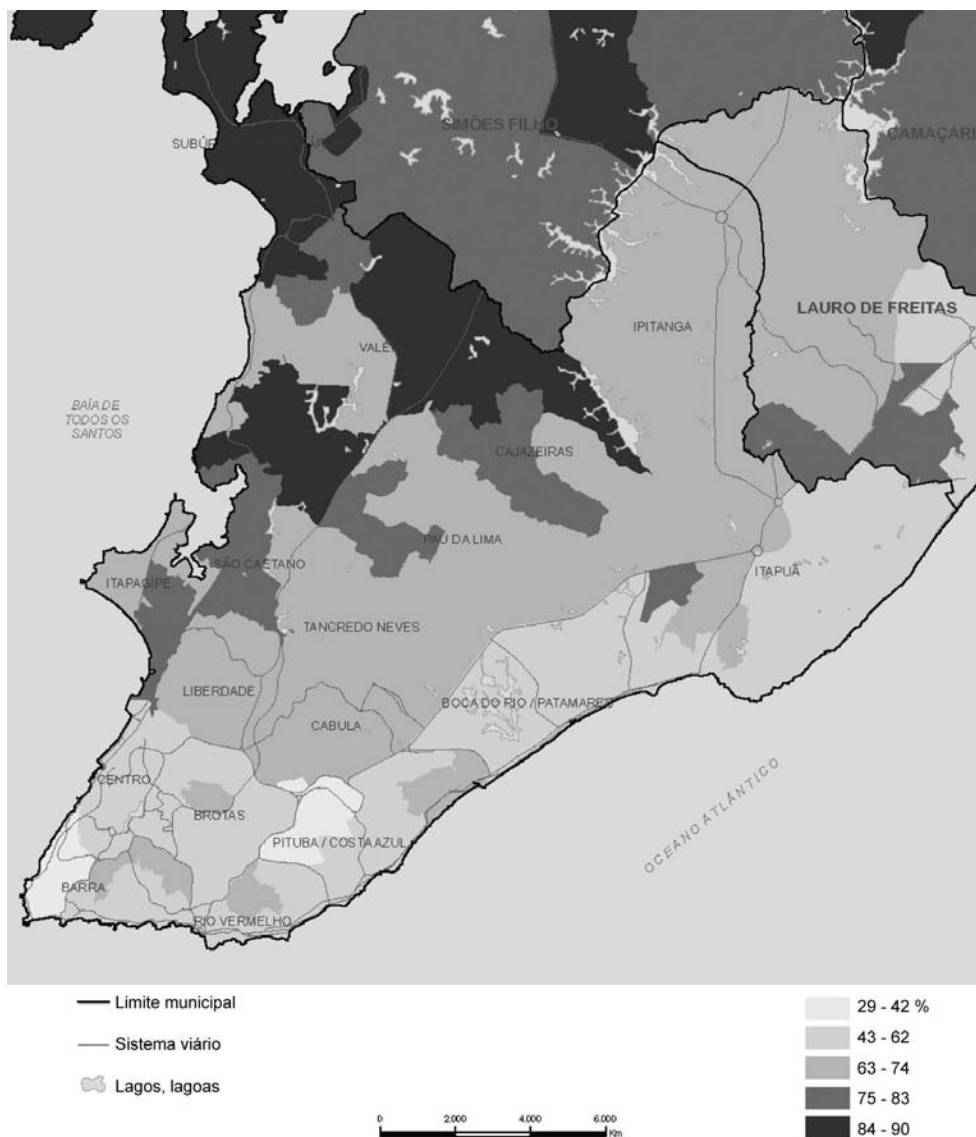 SIMÕES FILHO
CAMAÇARI
SUBÚR
LAURO DE FREITAS
IPITANGA
VALÉ
BAÍA DE
TODOS OS
SANTOS
CAJAZEIRAS
PAU DA LIMA
SÃO CAETANO
ITAPUÃ
ITAPAGIPE
TANCREDO NEVES
LIBERDADE
BOCA DO RIO / PATAMARES
CABULA
CENTRO
BROTAS
OCEANO ATLÂNTICO
PITUBA / COSTA AZUL
BARRA
RIO VERMELHO
Limite municipal
Sistema viário
Lagos, lagoas
29 - 42 %
43 - 62
63 - 74
75 - 83
84 - 90
0 2.000 4.000 6.000
Km